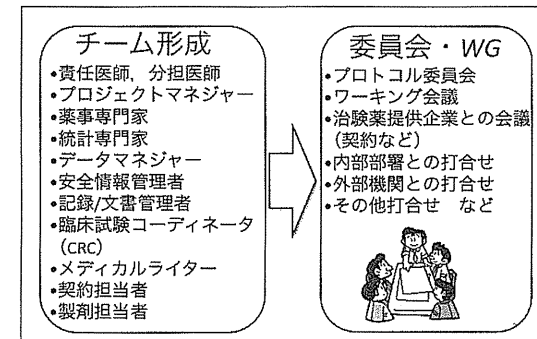 チーム形成
•責任医師，分担医師
•プロジェクトマネジャー
•薬事専門家
•統計専門家
•データマネジャー
•安全情報管理者
•記録/文書管理者
•臨床試験コーディネータ
（CRC）
•メディカルライター
•契約担当者
•製剤担当者
委員会・WG
•プロトコル委員会
•ワーキング会議
•治験薬提供企業との会議
（契約など）
•内部部署との打合せ
•外部機関との打合せ
•その他打合せ　など